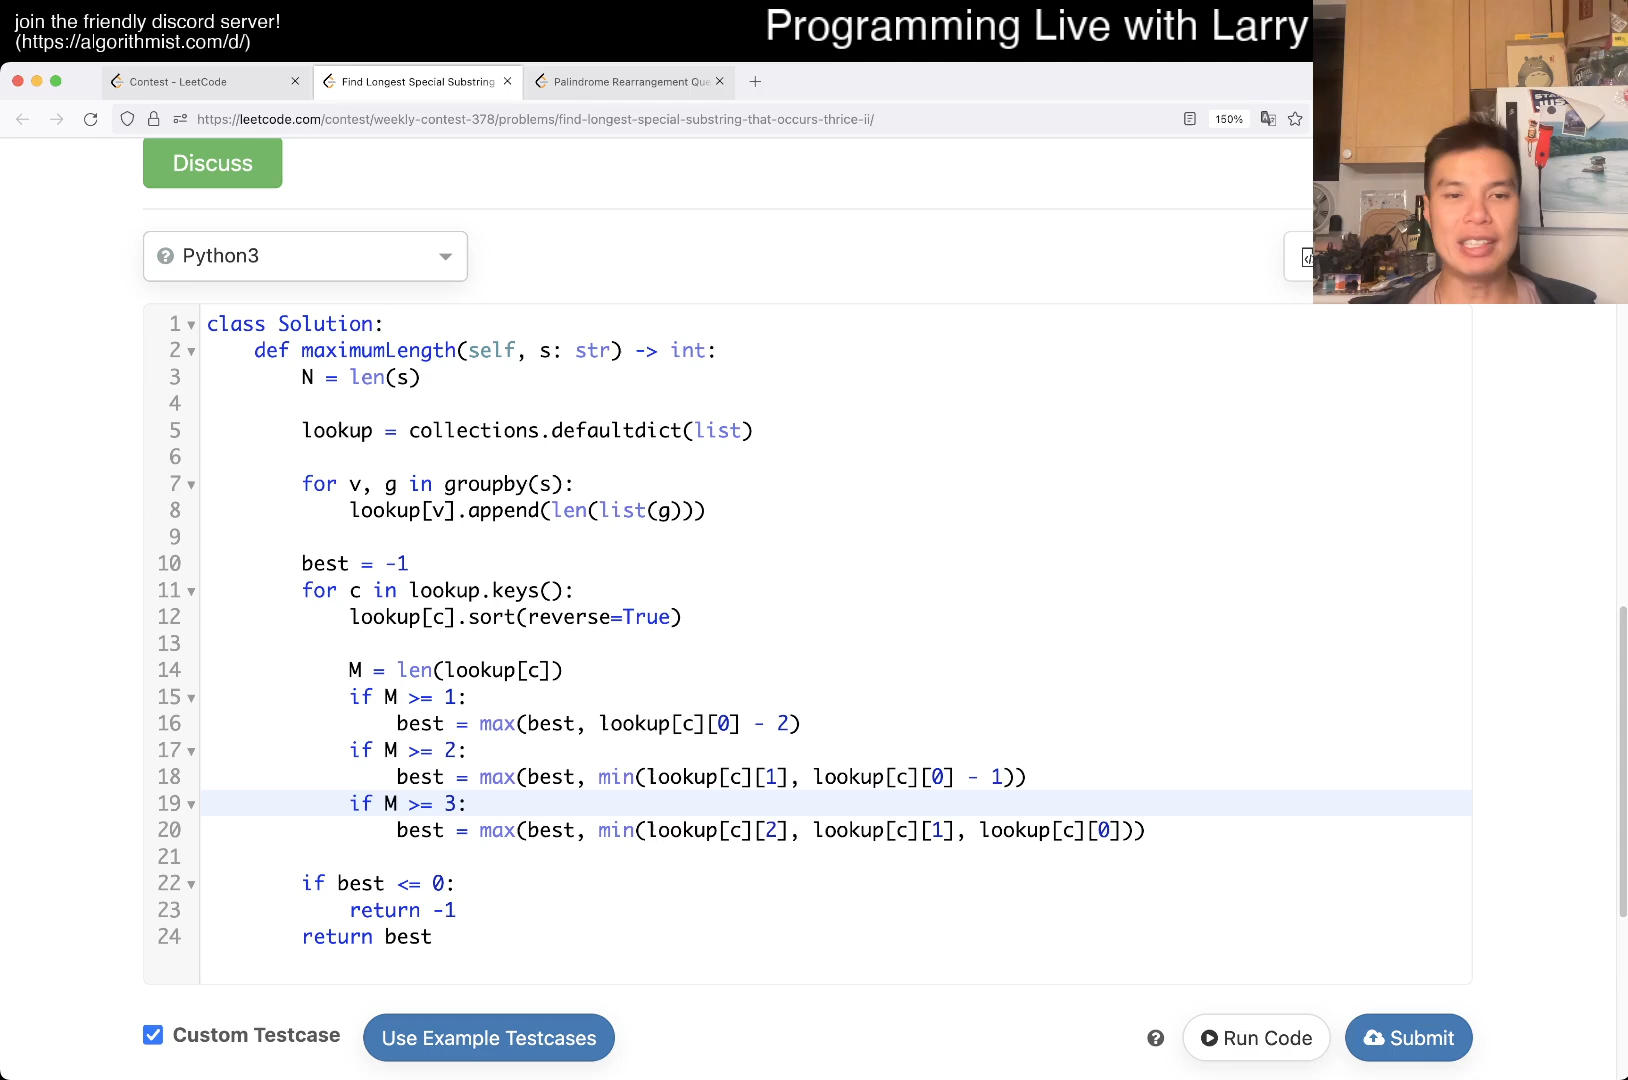 join the friendly discord server!
(https://algorithmist.com/d/)
Programming Live with Larry
Contest - LeetCode
Find Longest Special Substring
Palindrome Rearrangement Que
https://leetcode.com/contest/weekly-contest-378/problems/find-longest-special-substring-that-occurs-thrice-ii/
150%
Discuss
Python3
1 class Solution:
2     def maximumLength(self, s: str) -> int:
3         N = len(s)
4
5         lookup = collections.defaultdict(list)
6
7         for v, g in groupby(s):
8             lookup[v].append(len(list(g)))
9
10         best = -1
11         for c in lookup.keys():
12             lookup[c].sort(reverse=True)
13
14             M = len(lookup[c])
15             if M >= 1:
16                 best = max(best, lookup[c][0] - 2)
17             if M >= 2:
18                 best = max(best, min(lookup[c][1], lookup[c][0] - 1))
19             if M >= 3:
20                 best = max(best, min(lookup[c][2], lookup[c][1], lookup[c][0]))
21
22         if best <= 0:
23             return -1
24         return best
Custom Testcase
Use Example Testcases
Run Code
Submit